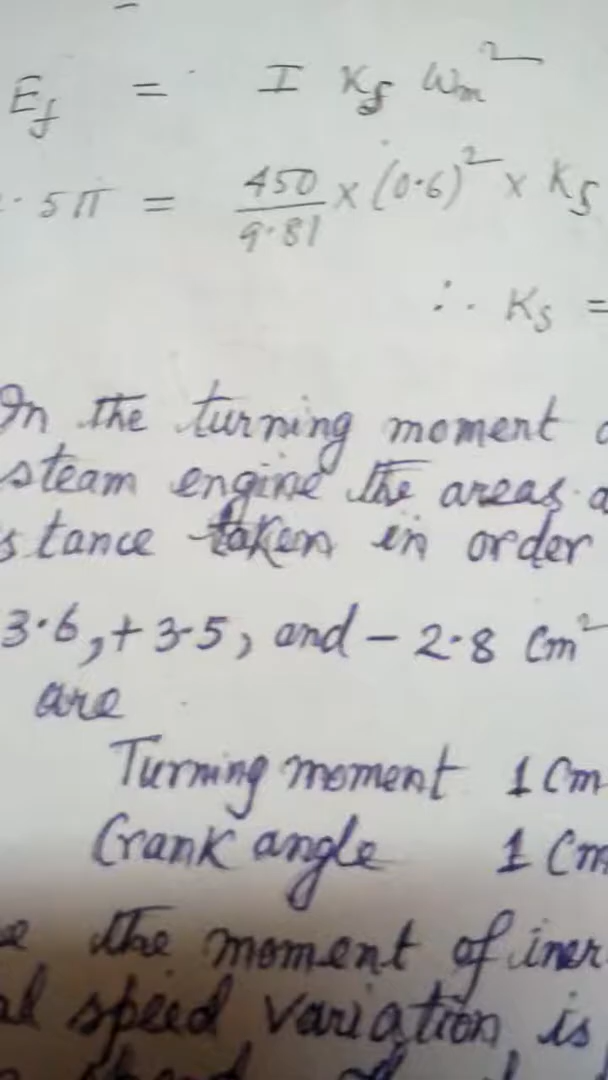 Ef = I Ks ωm²
.5π = 450/9.81 × (0.6)² × Ks
∴ Ks =
In the turning moment
steam engine the areas
stance taken in order
3.6, +3.5, and -2.8 cm²
are
Turning moment 1 cm
Crank angle 1 cm
the moment of iner
al speed variation is